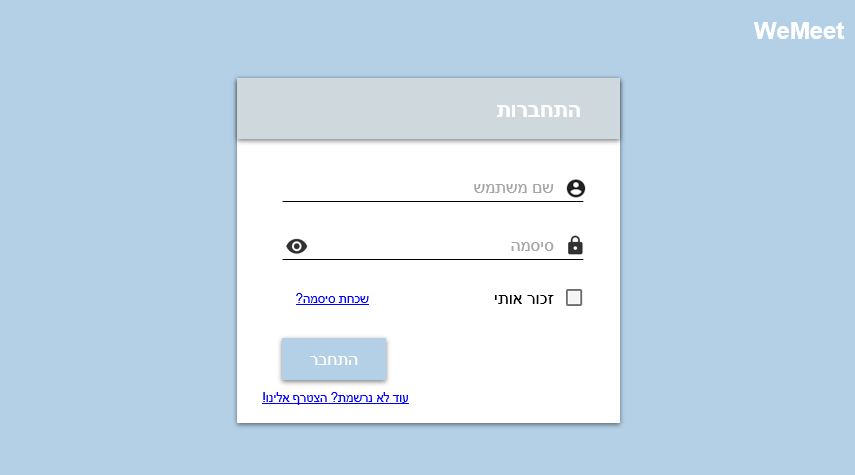 WeMeet
התחברות
שם משתמש
סיסמה
זכור אותי
שכחת סיסמה?
התחבר
עוד לא נרשמת? הצטרף אלינו!